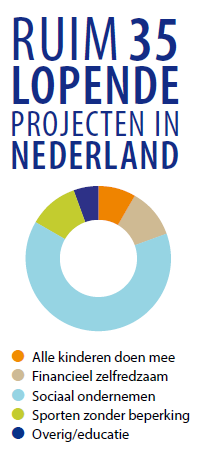 RUIM 35
LOPENDE
PROJECTEN IN
NEDERLAND
Alle kinderen doen mee
Financieel zelfredzaam
Sociaal ondernemen
Sporten zonder beperking
Overig/educatie